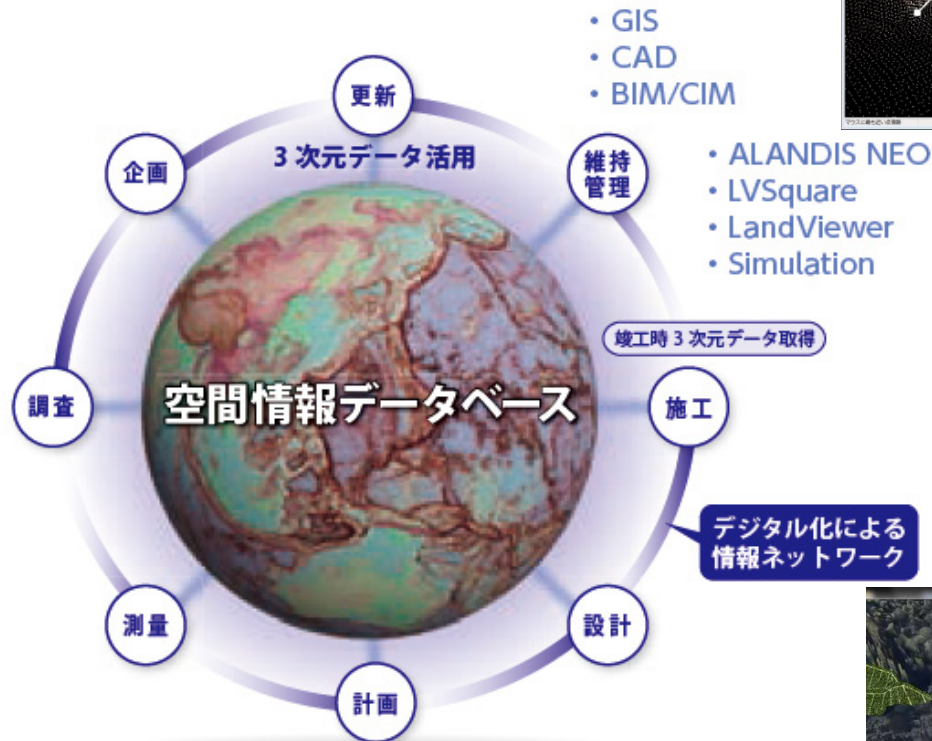 ・GIS
・CAD
・BIM/CIM
更新
3次元データ活用
企画
維持
管理
・ALANDIS NEO
・LVSquare
・LandViewer
・Simulation
竣工時3次元データ取得
調査
空間情報データベース
施工
デジタル化による
情報ネットワーク
測量
設計
計画